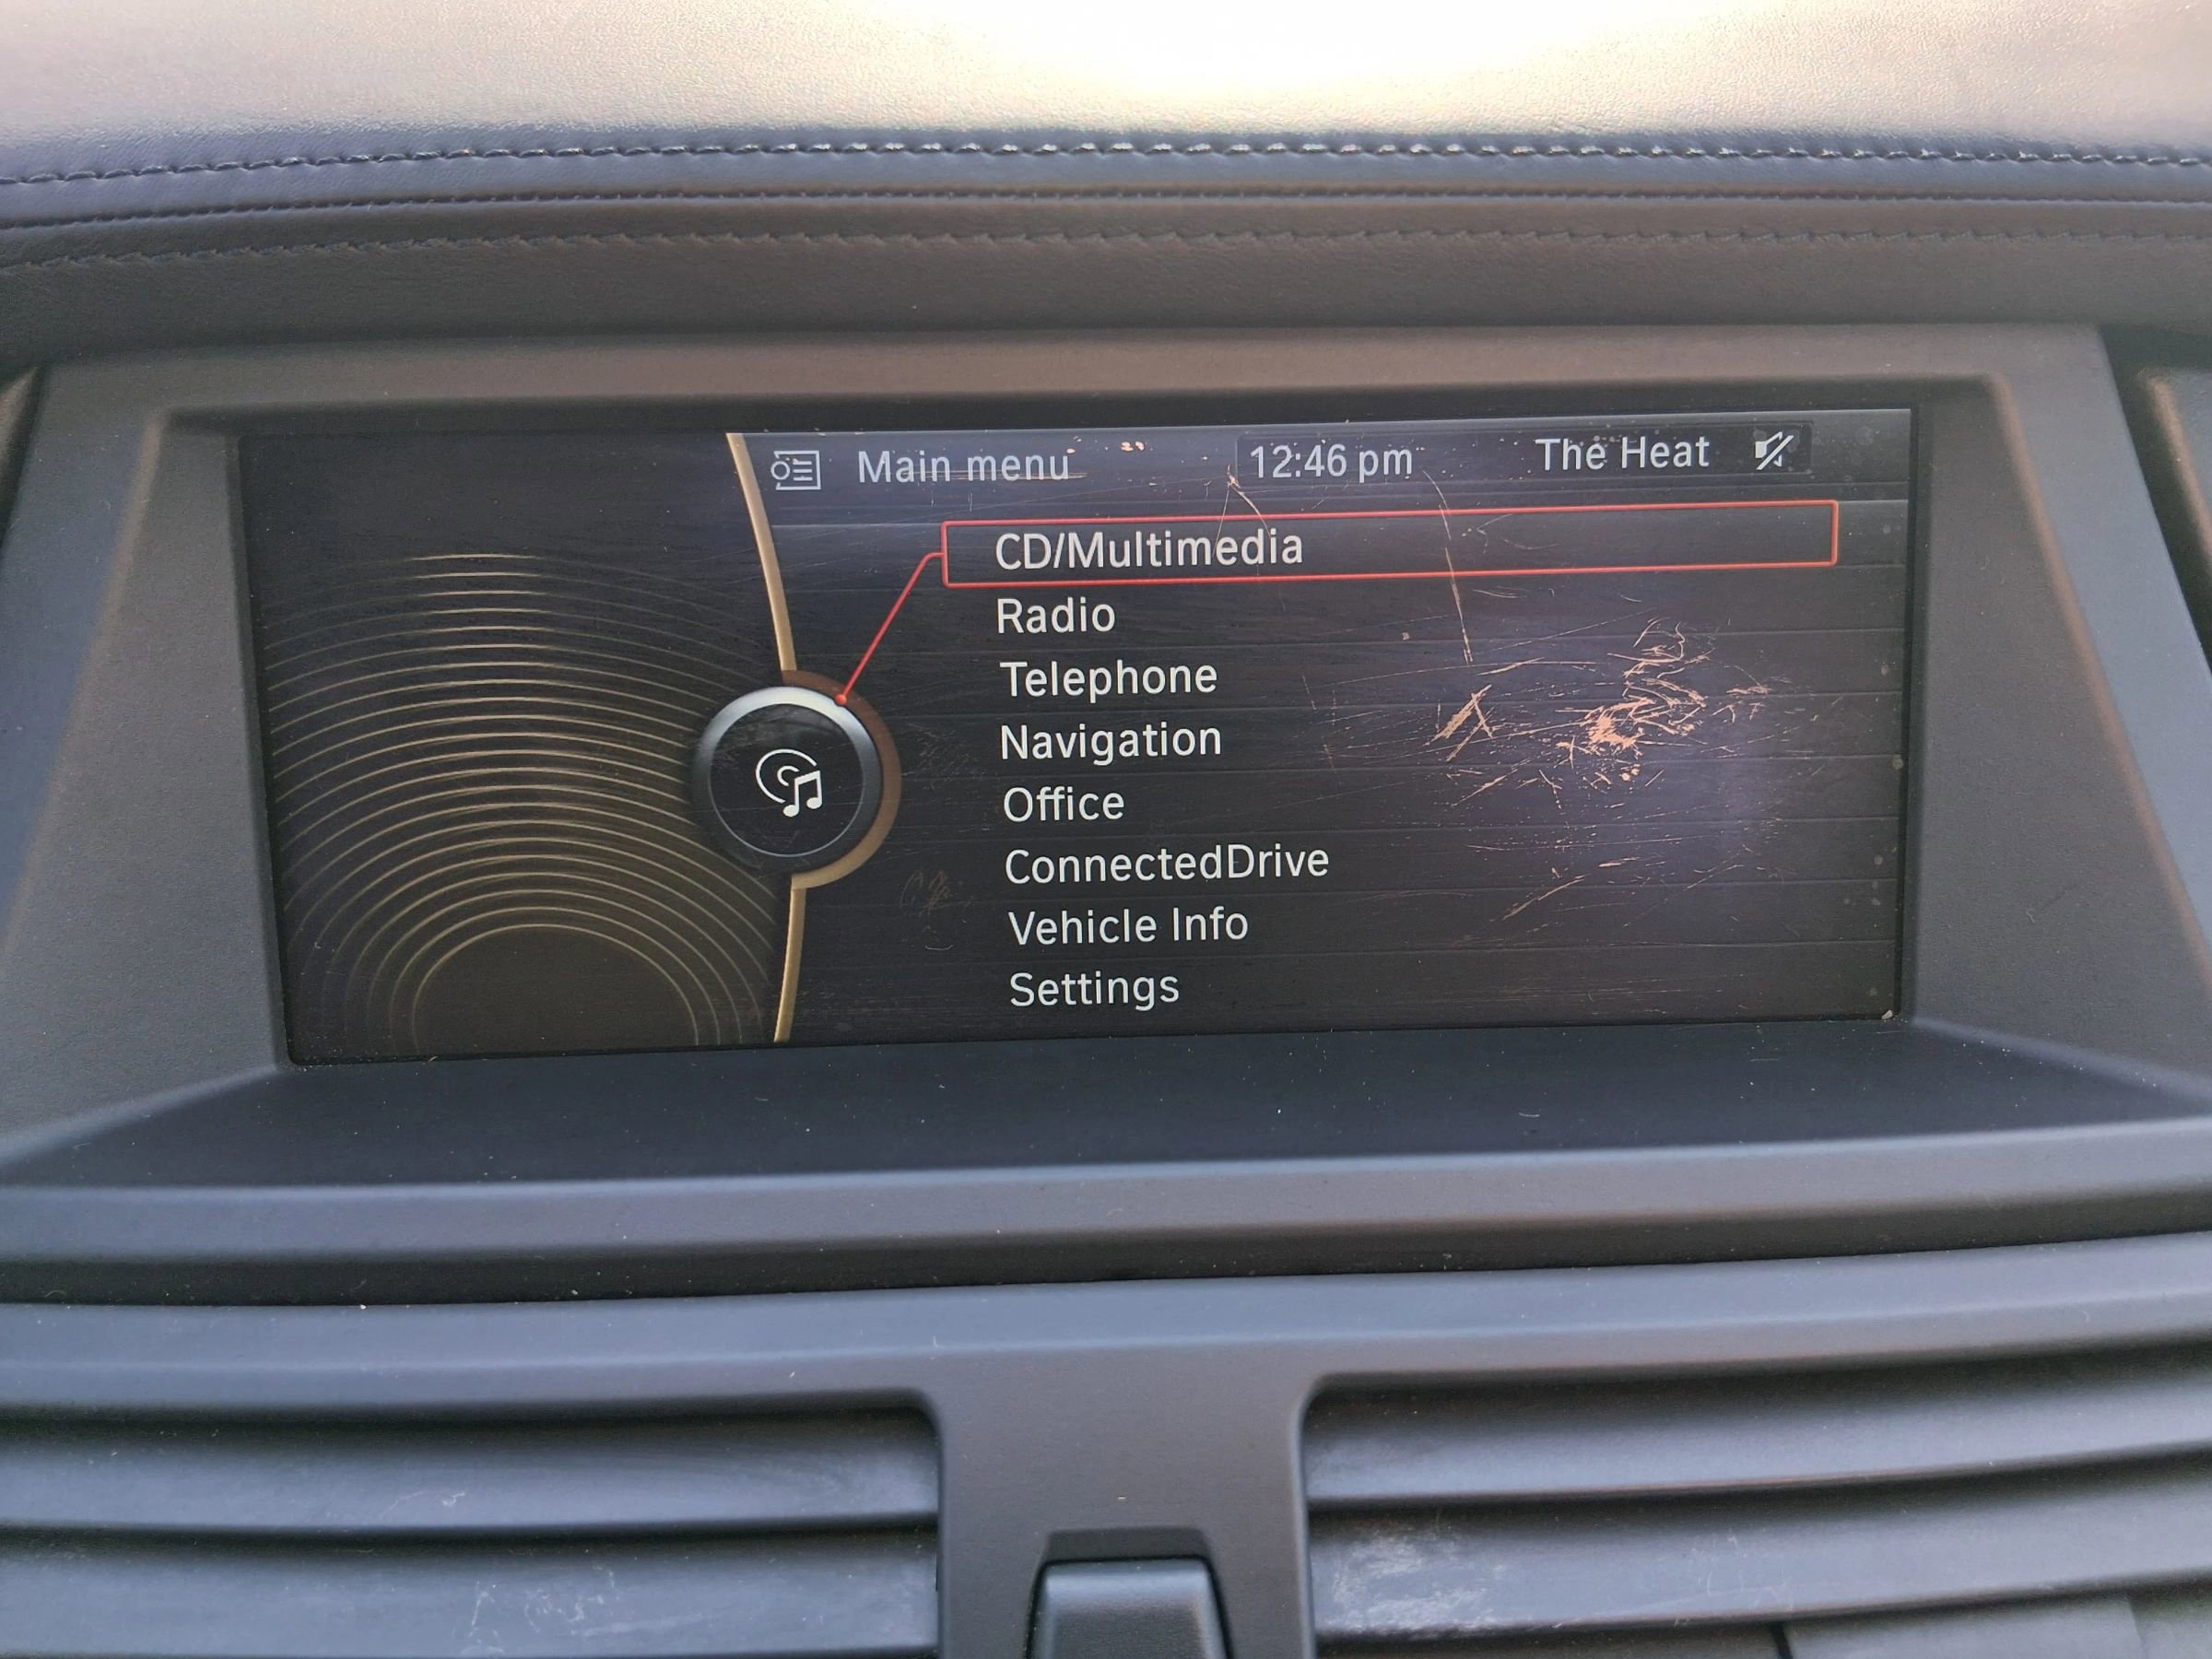 Main menu 12:46 pm The Heat
CD/Multimedia
Radio
Telephone
Navigation
Office
ConnectedDrive
Vehicle Info
Settings